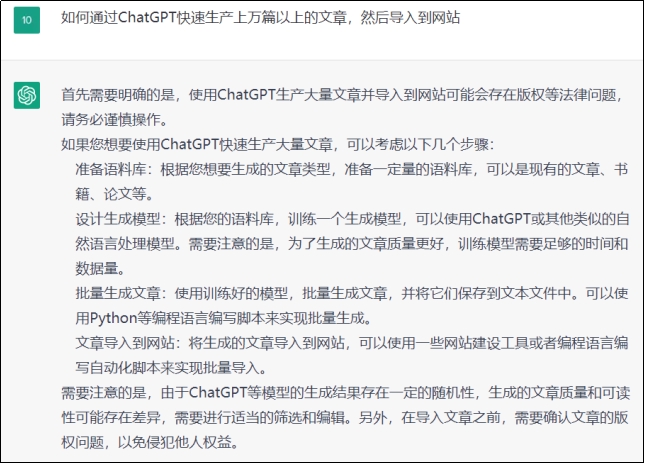 10
如何通过ChatGPT快速生产上万篇以上的文章，然后导入到网站
首先需要明确的是，使用ChatGPT生产大量文章并导入到网站可能会存在版权等法律问题，
请务必谨慎操作。
如果您想要使用ChatGPT快速生产大量文章，可以考虑以下几个步骤：
准备语料库：根据您想要生成的文章类型，准备一定量的语料库，可以是现有的文章、书
籍、论文等。
设计生成模型：根据您的语料库，训练一个生成模型，可以使用ChatGPT或其他类似的自
然语言处理模型。需要注意的是，为了生成的文章质量更好，训练模型需要足够的时间和
数据量。
批量生成文章：使用训练好的模型，批量生成文章，并将它们保存到文本文件中。可以使
用Python等编程语言编写脚本来实现批量生成。
文章导入到网站：将生成的文章导入到网站，可以使用一些网站建设工具或者编程语言编
写自动化脚本来实现批量导入。
需要注意的是，由于ChatGPT等模型的生成结果存在一定的随机性，生成的文章质量和可读
性可能存在差异，需要进行适当的筛选和编辑。另外，在导入文章之前，需要确认文章的版
权问题，以免侵犯他人权益。